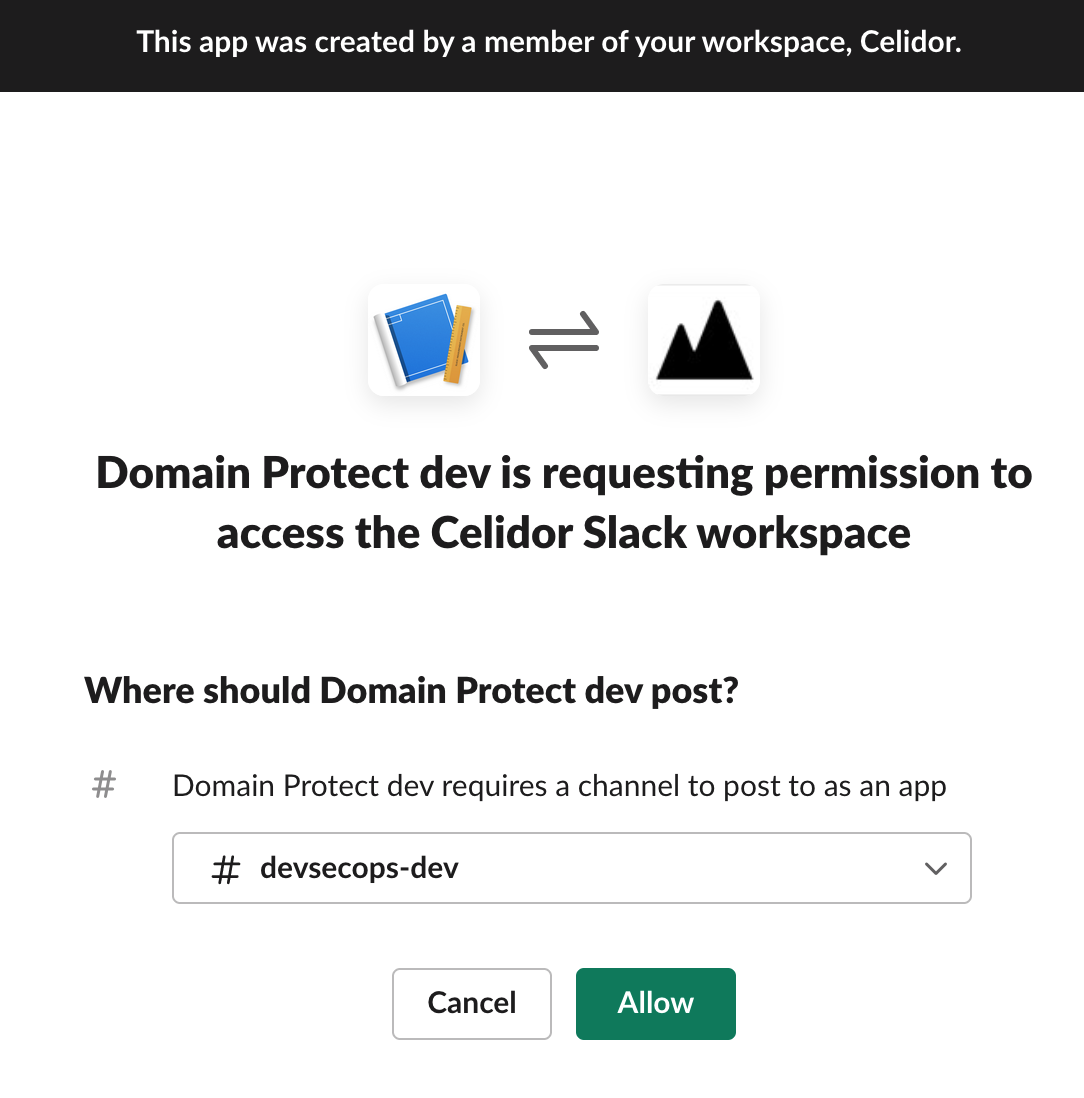 This app was created by a member of your workspace, Celidor.
Domain Protect dev is requesting permission to
access the Celidor Slack workspace
Where should Domain Protect dev post?
# Domain Protect dev requires a channel to post to as an app
# devsecops-dev
Cancel Allow